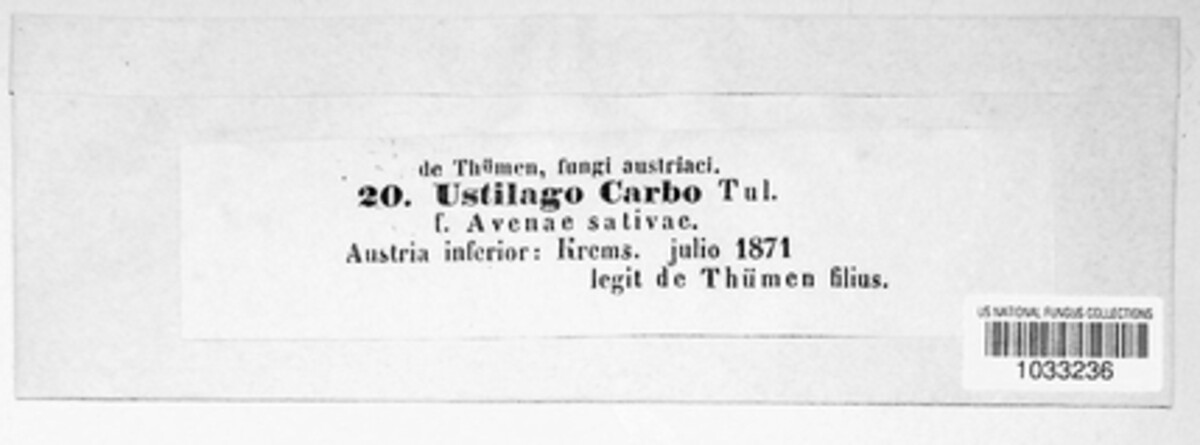 de Thümen, fungi austriaci.
20. Ustilago Carbo Tul.
f. Avenae sativae.
Austria inferior: Krems. julio 1871
legit de Thümen filius.
US NATIONAL FUNGUS COLLECTIONS
1033236